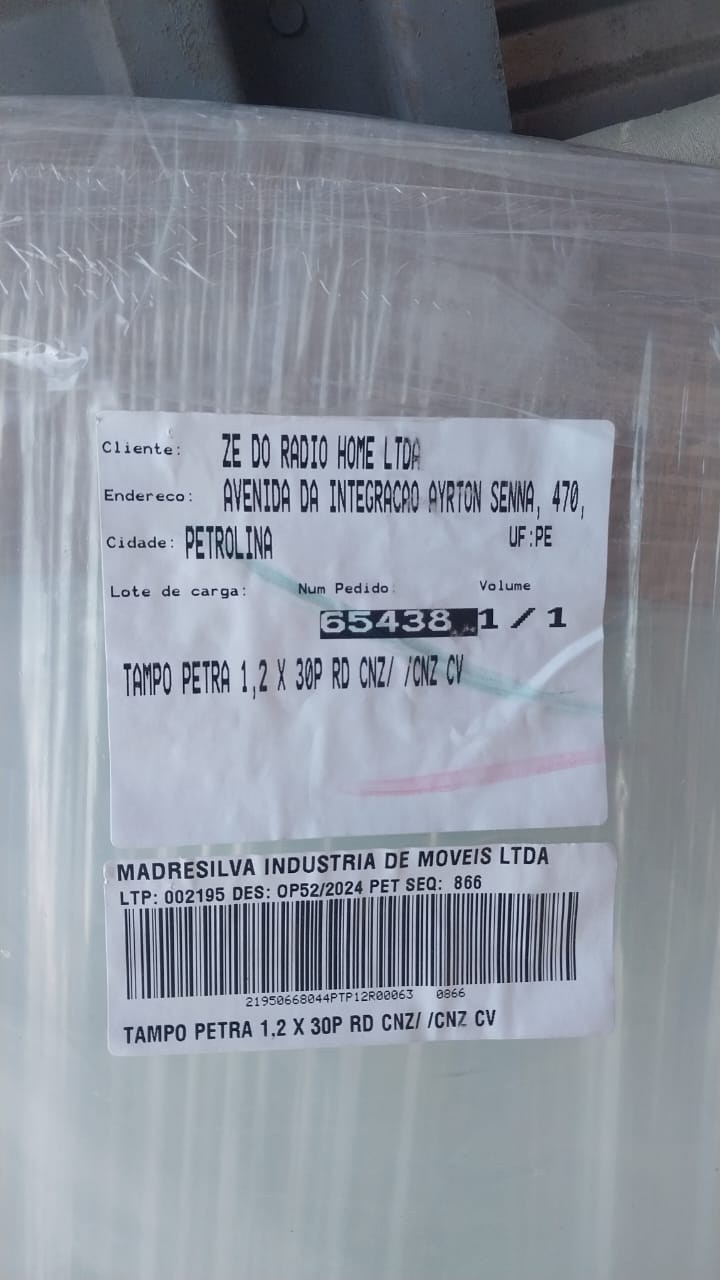 Cliente: ZE DO RADIO HOME LTDA
Endereco: AVENIDA DA INTEGRACAO AYRTON SENNA, 470,
Cidade: PETROLINA UF:PE
Lote de carga: Num Pedido: Volume
65438 1 / 1
TAMPO PETRA 1,2 X 30P RD CNZ/ /CNZ CV
MADRESILVA INDUSTRIA DE MOVEIS LTDA
LTP: 002195 DES: OP52/2024 PET SEQ: 866
21950668044PTP12R00063 0866
TAMPO PETRA 1,2 X 30P RD CNZ/ /CNZ CV